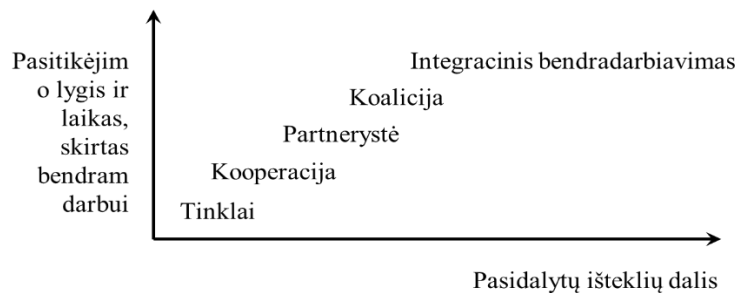 Pasitikėjim
o lygis ir
laikas,
skirtas
bendram
darbui
Integracinis bendradarbiavimas
Koalicija
Partnerystė
Kooperacija
Tinklai
Pasidalytų išteklių dalis